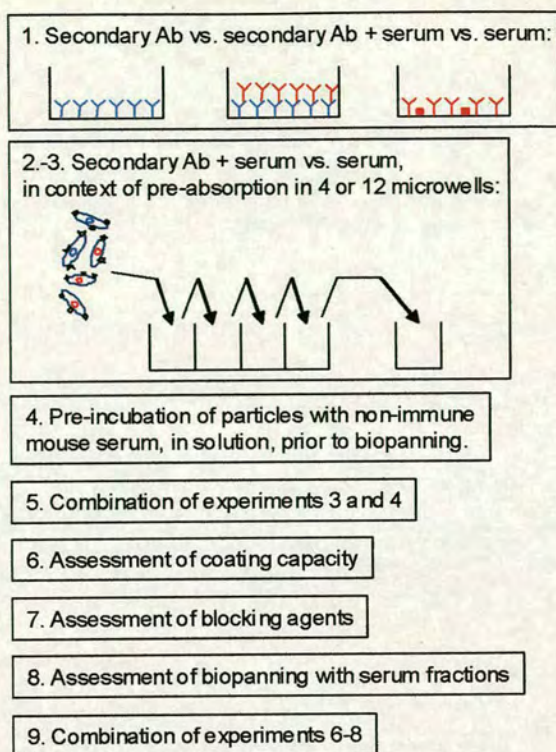 1. Secondary Ab vs. secondary Ab + serum vs. serum:
2.-3. Secondary Ab + serum vs. serum,
in context of pre-absorption in 4 or 12 microwells:
4. Pre-incubation of particles with non-immune
mouse serum, in solution, prior to biopanning.
5. Combination of experiments 3 and 4
6. Assessment of coating capacity
7. Assessment of blocking agents
8. Assessment of biopanning with serum fractions
9. Combination of experiments 6-8